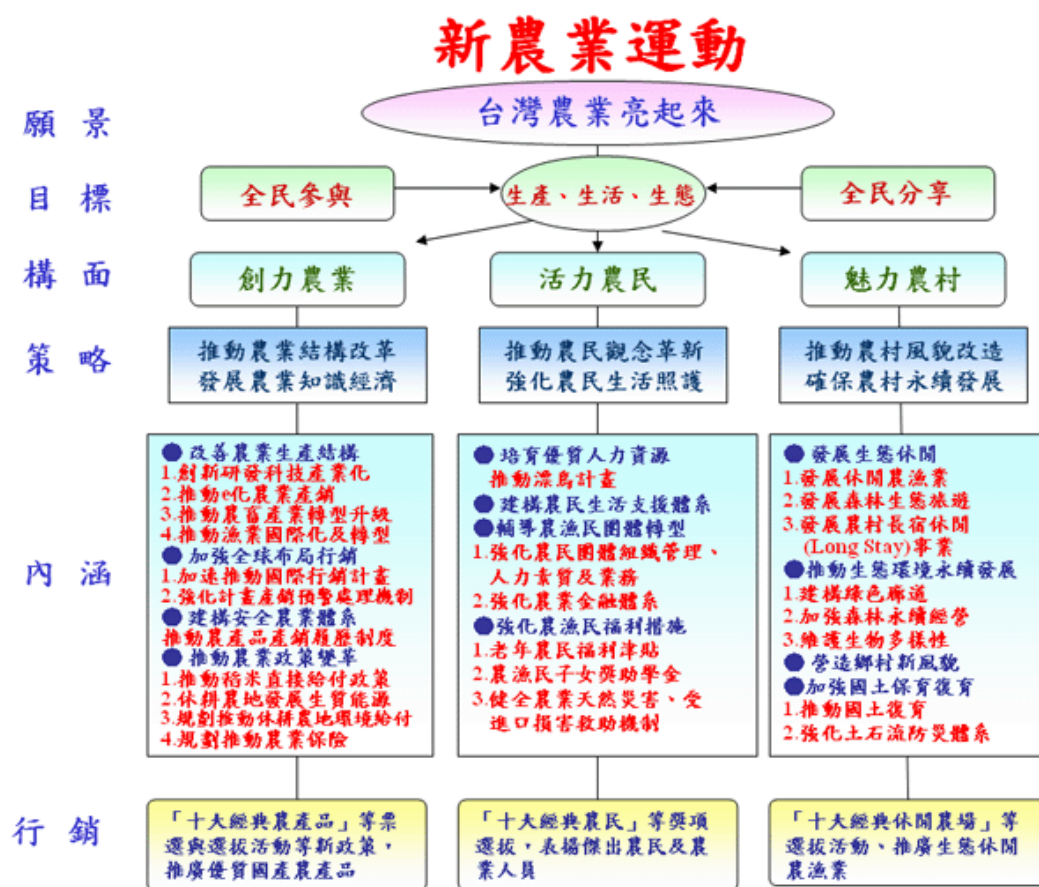 新農業運動
願景
台灣農業亮起來
目標
全民參與
生產、生活、生態
全民分享
構面
創力農業
活力農民
魅力農村
策略
推動農業結構改革
發展農業知識經濟
推動農民觀念革新
強化農民生活照護
推動農村風貌改造
確保農村永續發展
內涵
●改善農業生產結構
1.創新研發科技產業化
2.推動e化農業產銷
3.推動農畜產業轉型升級
4.推動漁業國際化及轉型
●加強全球布局行銷
1.加速推動國際行銷計畫
2.強化計畫產銷預警處理機制
●建構安全農業體系
推動農產品產銷履歷制度
●推動農業政策變革
1.推動稻米直接給付政策
2.休耕農地發展生質能源
3.規劃推動休耕農地環境給付
4.規劃推動農業保險
●培育優質人力資源
推動漂鳥計畫
●建構農民生活支援體系
●輔導農漁民團體轉型
1.強化農民團體組織管理、
人力素質及業務
2.強化農業金融體系
●強化農漁民福利措施
1.老年農民福利津貼
2.農漁民子女獎助學金
3.健全農業天然災害、受
進口損害救助機制
●發展生態休閒
1.發展休閒農漁業
2.發展森林生態旅遊
3.發展農村長宿休閒
(Long Stay)事業
●推動生態環境永續發展
1.建構綠色廊道
2.加強森林永續經營
3.維護生物多樣性
●營造鄉村新風貌
●加強國土保育復育
1.推動國土復育
2.強化土石流防災體系
行銷
「十大經典農產品」等票
選與選拔活動等新政策，
推廣優質國產農產品
「十大經典農民」等獎項
選拔，表揚傑出農民及農
業人員
「十大經典休閒農場」等
選拔活動、推廣生態休閒
農漁業